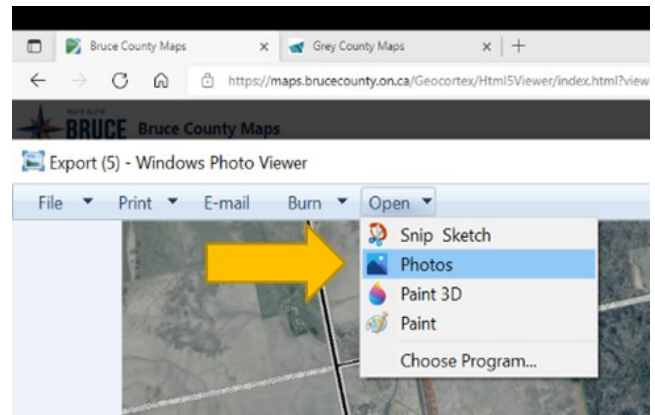 Bruce County Maps Grey County Maps
https://maps.brucecounty.on.ca/Geocortex/Html5Viewer/index.html?view
BRUCE Bruce County Maps
Export (5) - Windows Photo Viewer
File Print E-mail Burn Open
Snip Sketch
Photos
Paint 3D
Paint
Choose Program...